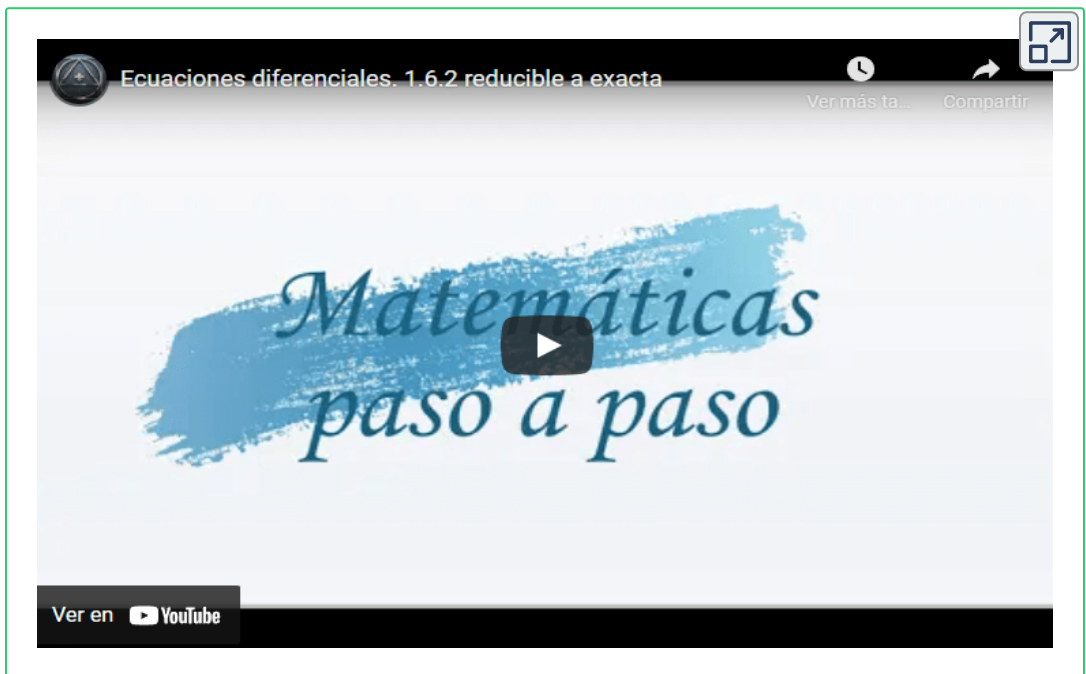 Ecuaciones diferenciales. 1.6.2 reducible a exacta
Ver más ta...
Compartir
Matemáticas
paso a paso
Ver en YouTube